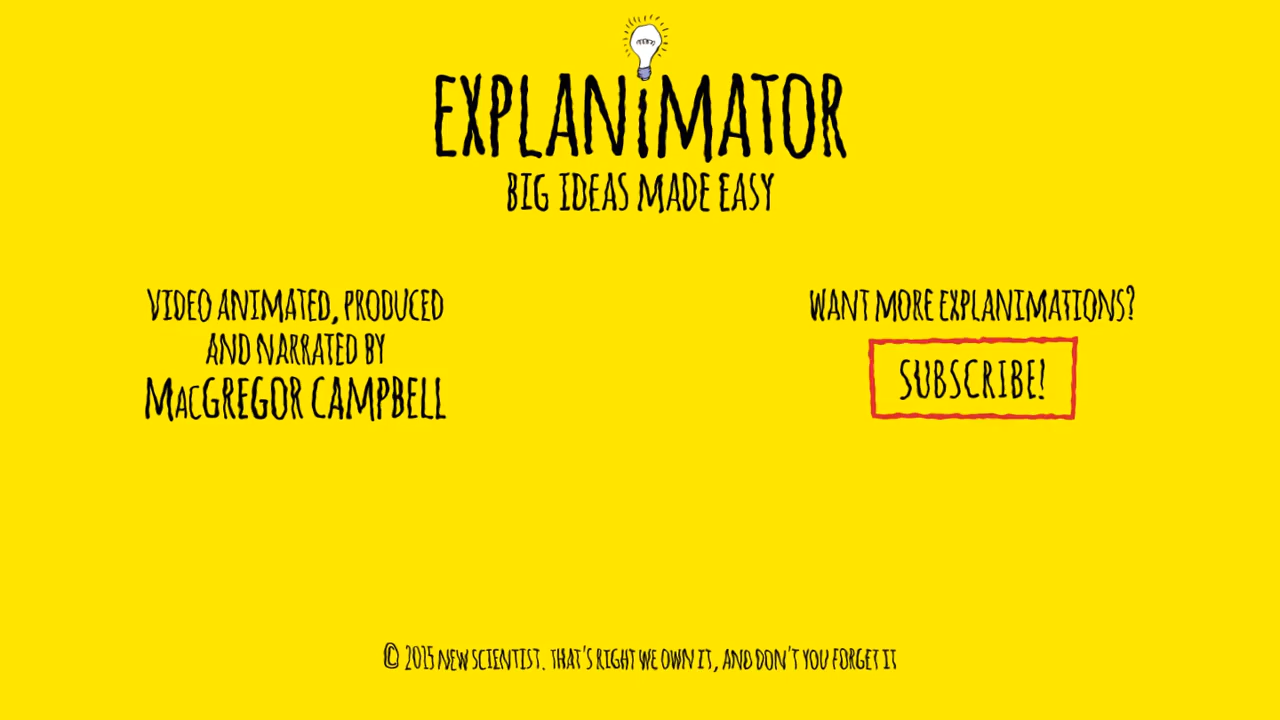 EXPLANiMATOR
BIG IDEAS MADE EASY
VIDEO ANIMATED, PRODUCED
AND NARRATED BY
MACGREGOR CAMPBELL
WANT MORE EXPLANIMATIONS?
SUBSCRIBE!
© 2015 NEW SCIENTIST. THAT'S RIGHT WE OWN IT, AND DON'T YOU FORGET IT